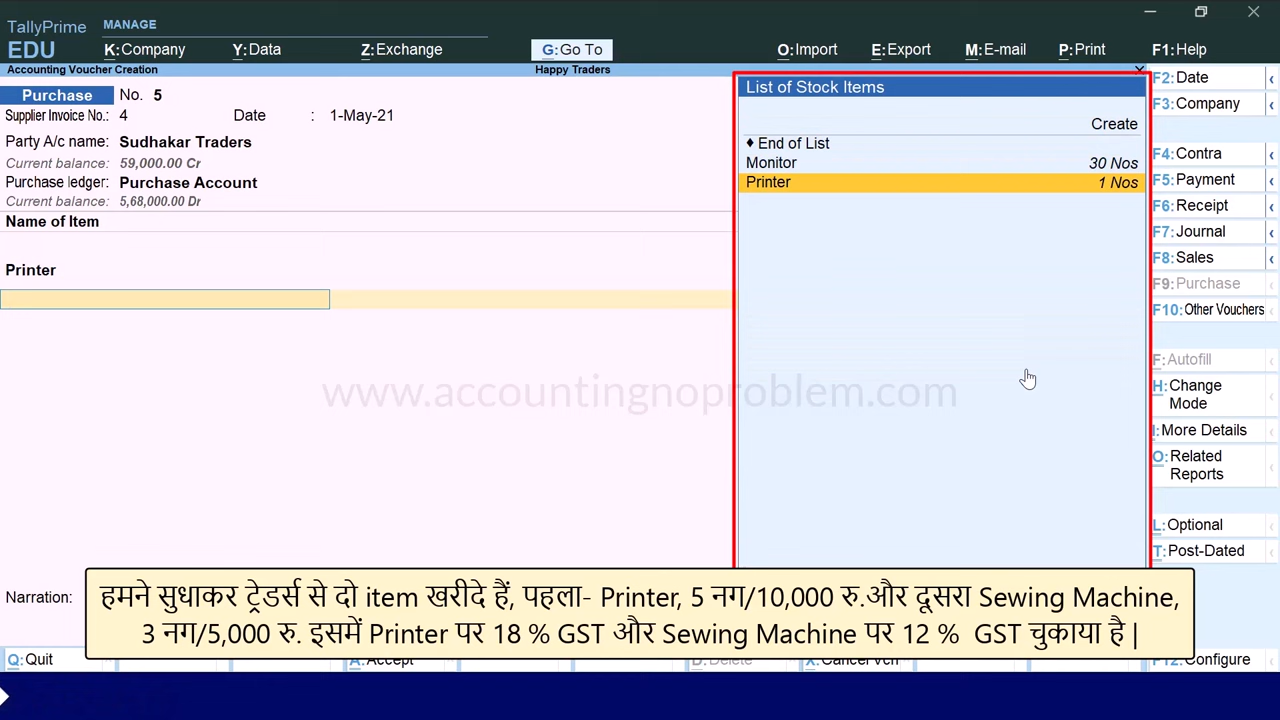 TallyPrime
EDU
MANAGE
K:Company Y:Data Z:Exchange G:Go To O:Import E:Export M:E-mail P:Print F1:Help
Accounting Voucher Creation Happy Traders
Purchase No. 5
Supplier Invoice No.: 4 Date : 1-May-21
Party A/c name: Sudhakar Traders
Current balance: 59,000.00 Cr
Purchase ledger: Purchase Account
Current balance: 5,68,000.00 Dr
Name of Item
Printer
List of Stock Items
Create
♦ End of List
Monitor 30 Nos
Printer 1 Nos
F2:Date
F3:Company
F4:Contra
F5:Payment
F6:Receipt
F7:Journal
F8:Sales
F9:Purchase
F10:Other Vouchers
F:Autofill
H:Change
Mode
I:More Details
O:Related
Reports
L:Optional
T:Post-Dated
www.accountingnoproblem.com
Narration:
हमने सुधाकर ट्रेडर्स से दो item खरीदे हैं, पहला- Printer, 5 नग/10,000 रु.और दूसरा Sewing Machine,
3 नग/5,000 रु. इसमें Printer पर 18 % GST और Sewing Machine पर 12 % GST चुकाया है |
Q:Quit A:Accept D:Delete X:Cancel Vch F12:Configure